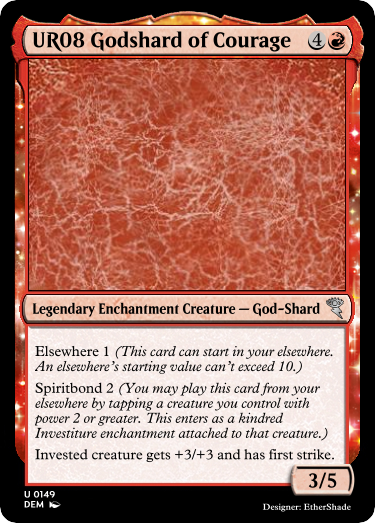 UR08 Godshard of Courage 4
Legendary Enchantment Creature — God-Shard
Elsewhere 1 (This card can start in your elsewhere.
An elsewhere's starting value can't exceed 10.)
Spiritbond 2 (You may play this card from your
elsewhere by tapping a creature you control with
power 2 or greater. This enters as a kindred
Investiture enchantment attached to that creature.)
Invested creature gets +3/+3 and has first strike.
3/5
U 0149
DEM
Designer: EtherShade